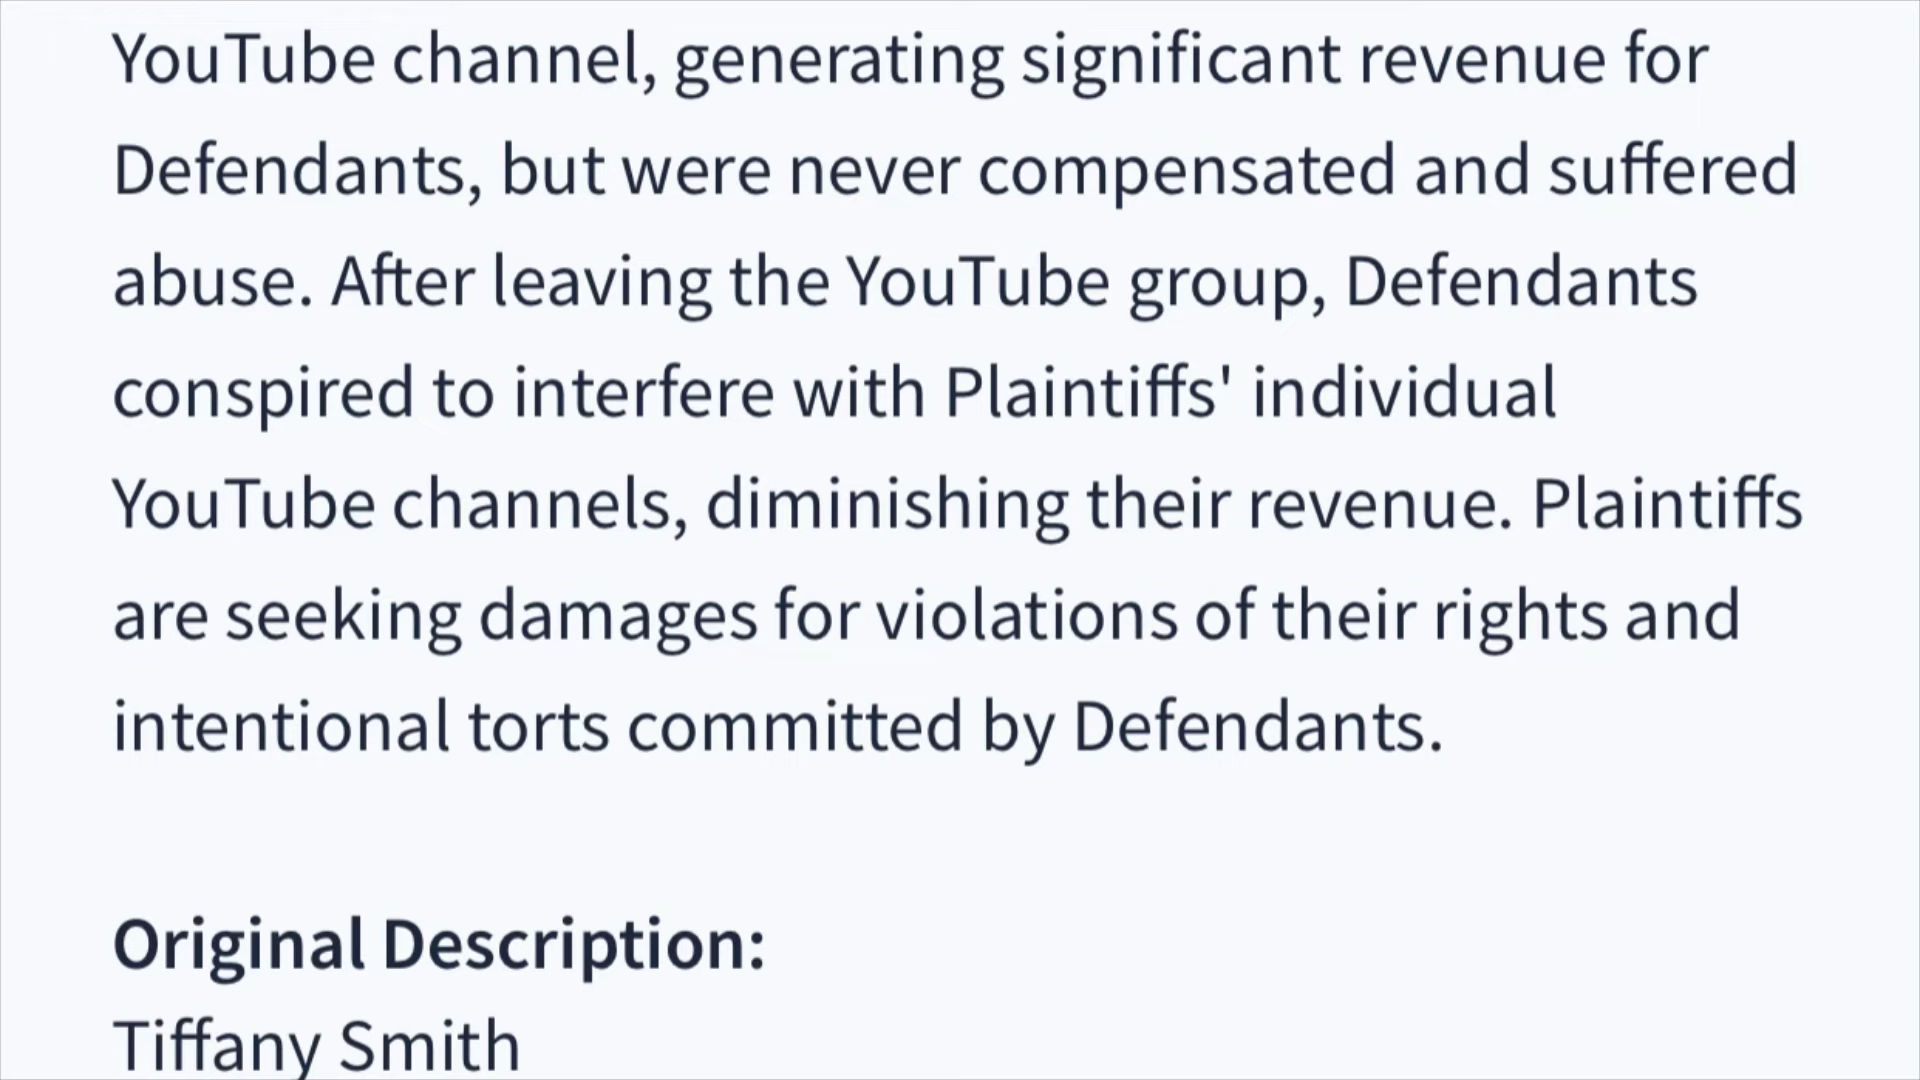 YouTube channel, generating significant revenue for
Defendants, but were never compensated and suffered
abuse. After leaving the YouTube group, Defendants
conspired to interfere with Plaintiffs' individual
YouTube channels, diminishing their revenue. Plaintiffs
are seeking damages for violations of their rights and
intentional torts committed by Defendants.
Original Description:
Tiffany Smith